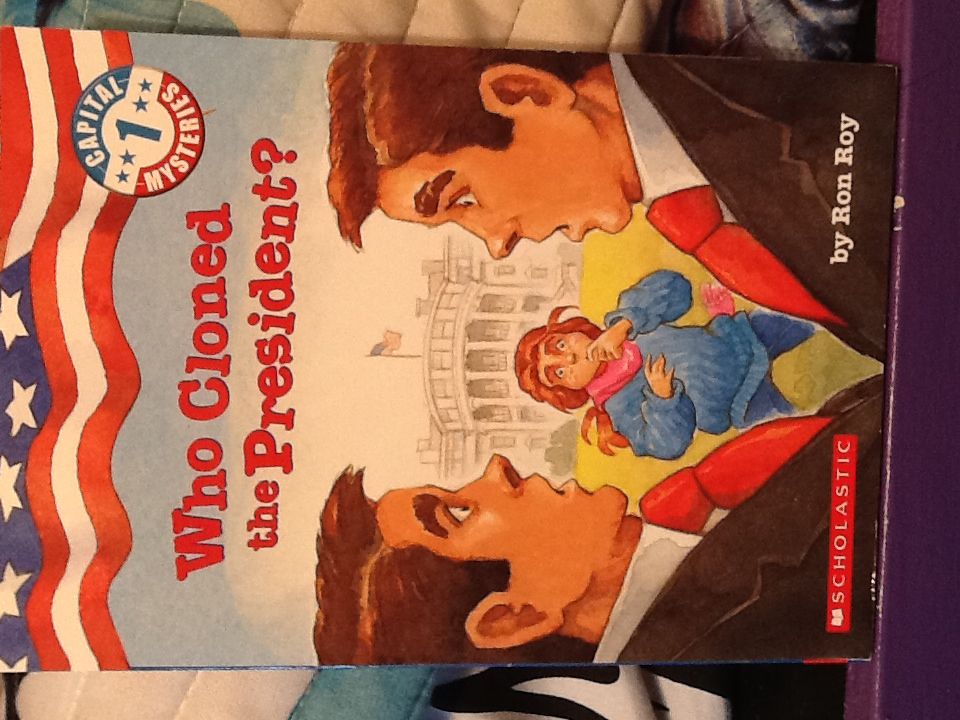 CAPITAL
1
MYSTERIES
Who Cloned
the President?
by Ron Roy
SCHOLASTIC